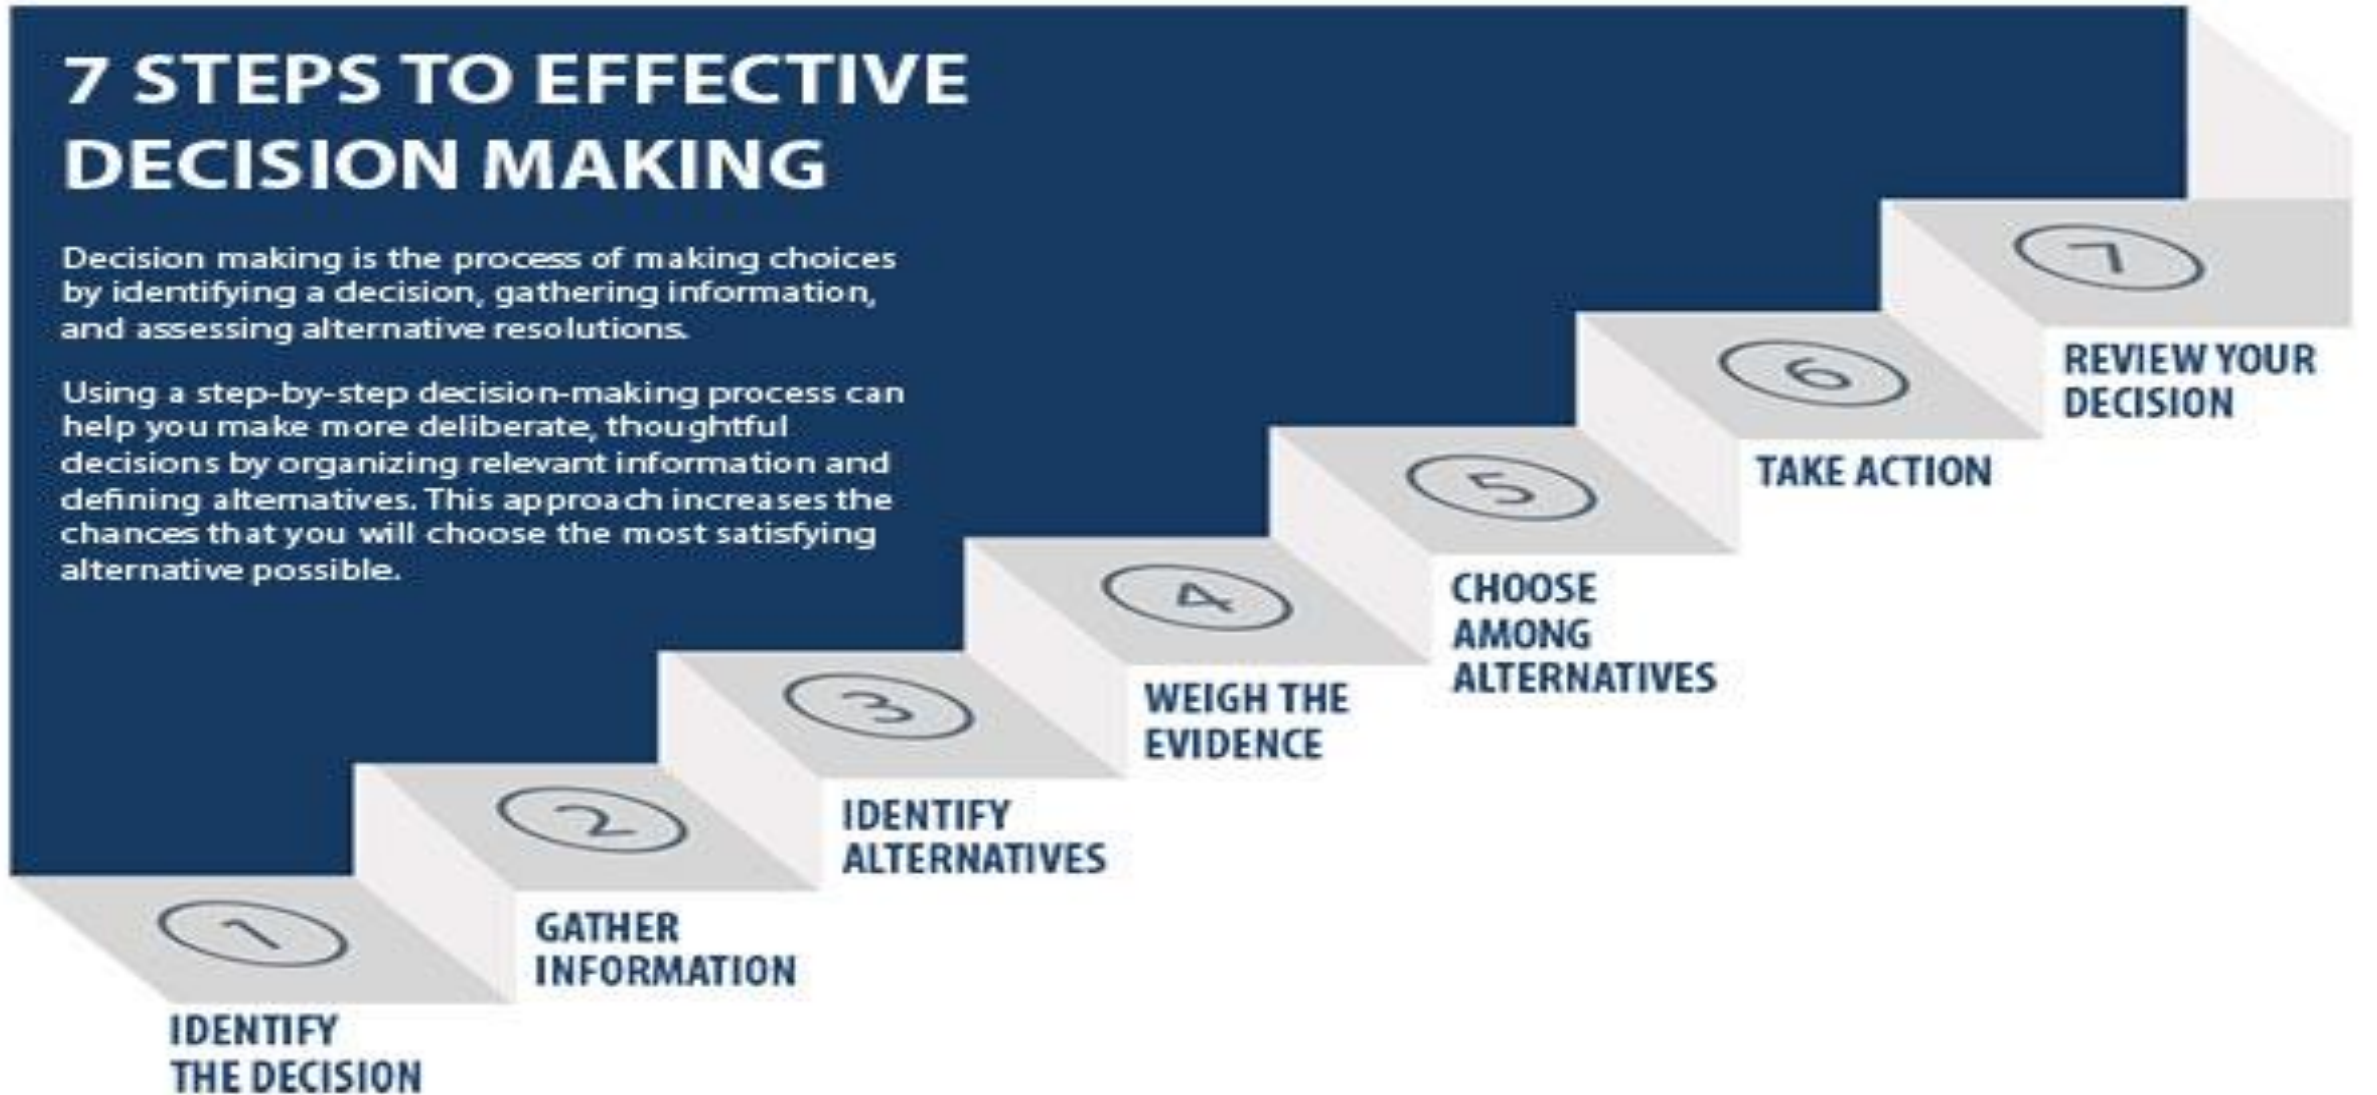 7 STEPS TO EFFECTIVE
DECISION MAKING
Decision making is the process of making choices
by identifying a decision, gathering information,
and assessing alternative resolutions.
Using a step-by-step decision-making process can
help you make more deliberate, thoughtful
decisions by organizing relevant information and
defining alternatives. This approach increases the
chances that you will choose the most satisfying
alternative possible.
1
IDENTIFY
THE DECISION
2
GATHER
INFORMATION
3
IDENTIFY
ALTERNATIVES
4
WEIGH THE
EVIDENCE
5
CHOOSE
AMONG
ALTERNATIVES
6
TAKE ACTION
7
REVIEW YOUR
DECISION